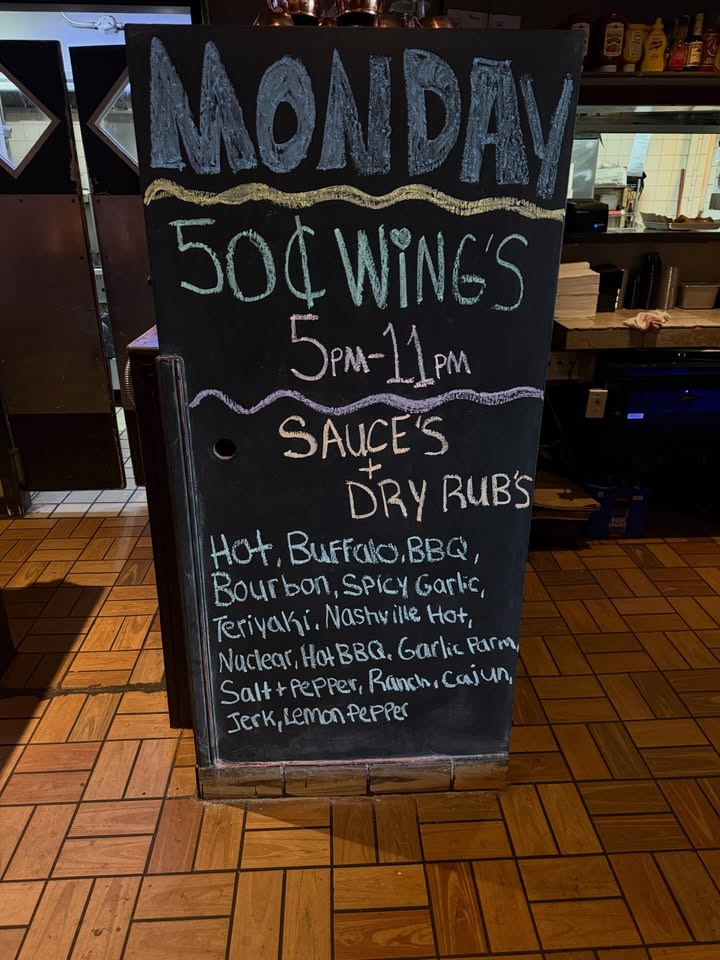 MONDAY
50¢ WiNG'S
5PM-11PM
SAUCE'S
+
DRY RUB'S
Hot, Buffalo, BBQ,
Bourbon, Spicy Garlic,
Teriyaki, Nashville Hot,
Nuclear, Hot BBQ, Garlic Parm,
Salt + Pepper, Ranch, Cajun,
Jerk, Lemon Pepper